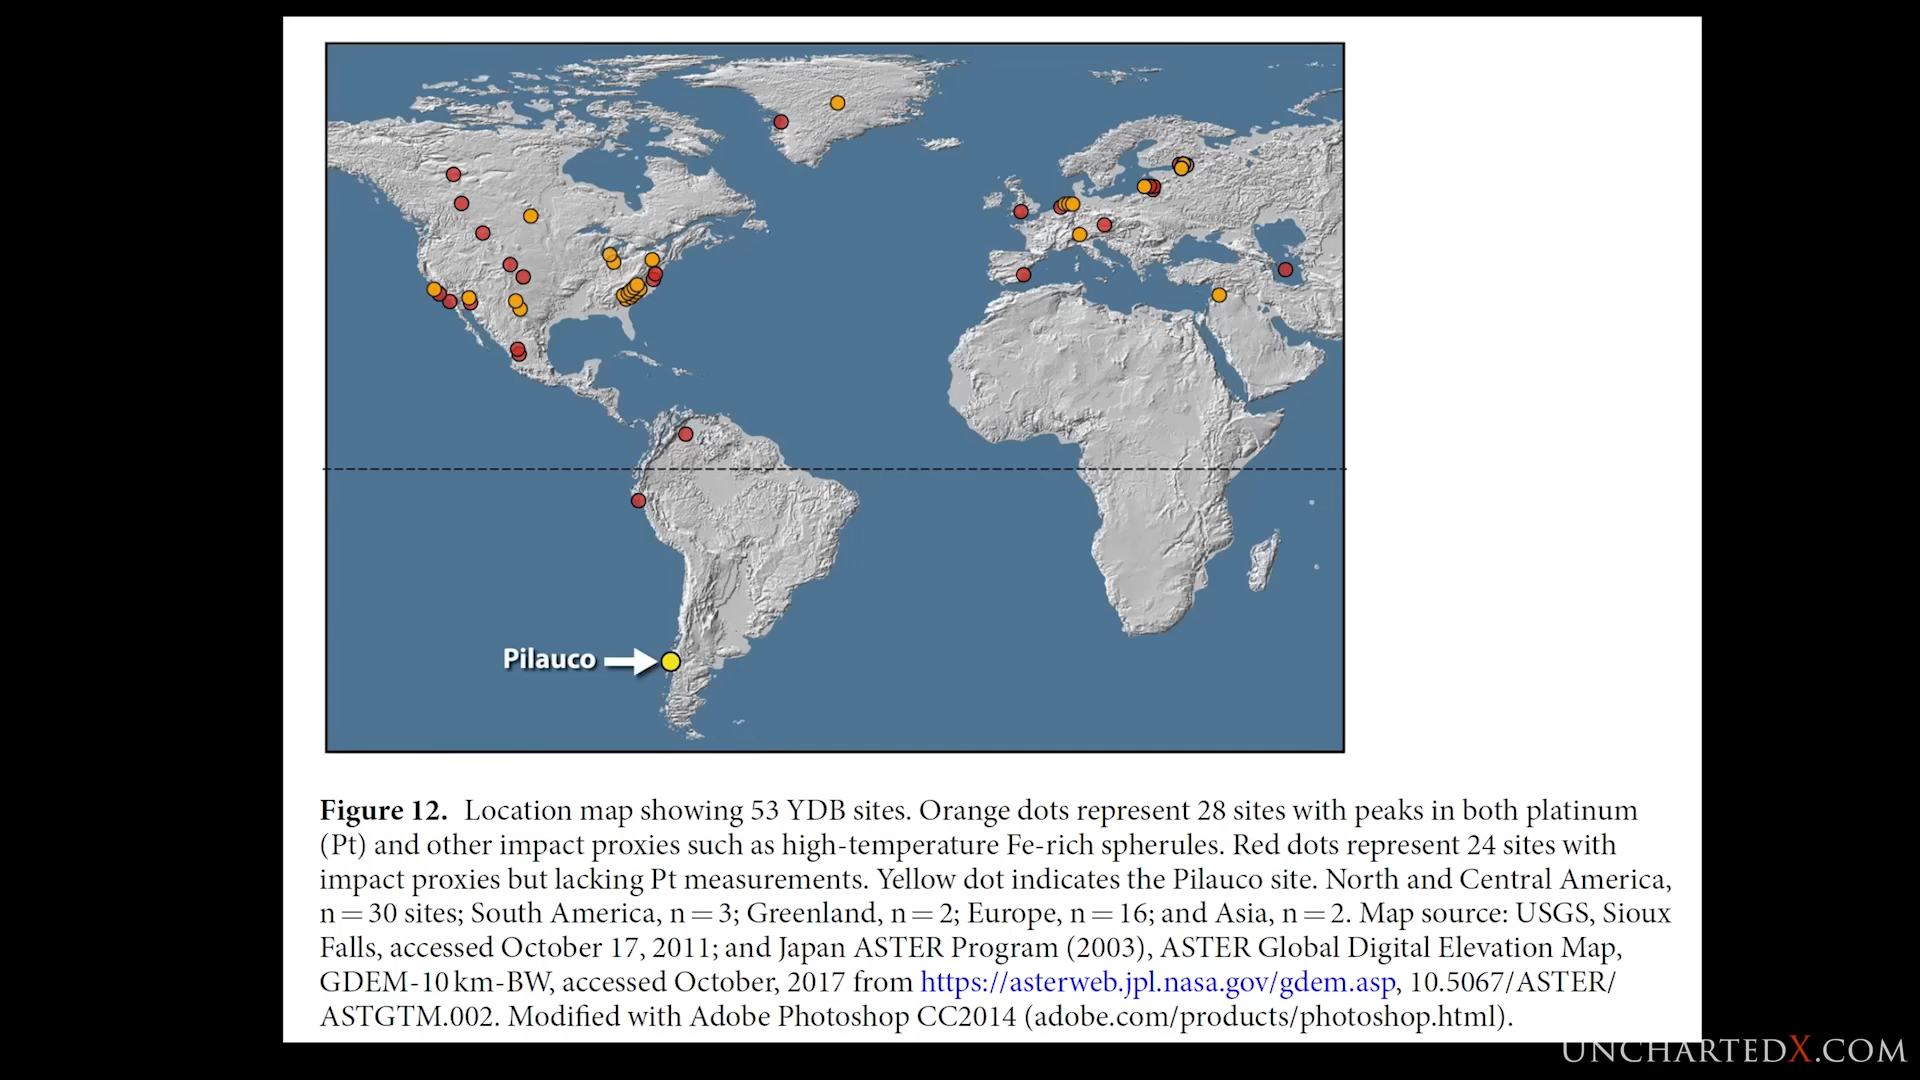 Pilauco
Figure 12. Location map showing 53 YDB sites. Orange dots represent 28 sites with peaks in both platinum
(Pt) and other impact proxies such as high-temperature Fe-rich spherules. Red dots represent 24 sites with
impact proxies but lacking Pt measurements. Yellow dot indicates the Pilauco site. North and Central America,
n = 30 sites; South America, n = 3; Greenland, n = 2; Europe, n = 16; and Asia, n = 2. Map source: USGS, Sioux
Falls, accessed October 17, 2011; and Japan ASTER Program (2003), ASTER Global Digital Elevation Map,
GDEM-10 km-BW, accessed October, 2017 from https://asterweb.jpl.nasa.gov/gdem.asp, 10.5067/ASTER/
ASTGTM.002. Modified with Adobe Photoshop CC2014 (adobe.com/products/photoshop.html).
UNCHARTEDX.COM